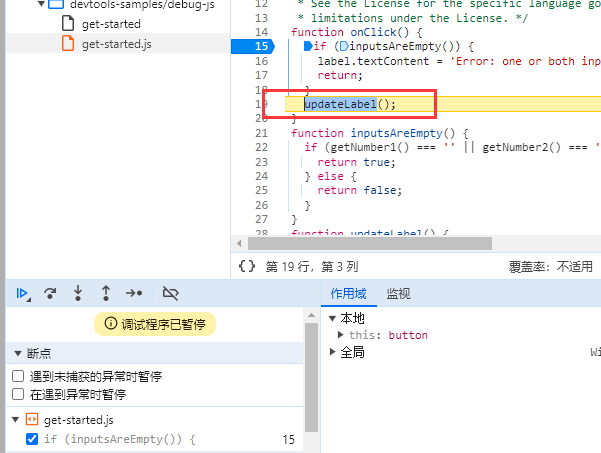 devtools-samples/debug-js
get-started
get-started.js
12 * See the License for the specific language go
13 * limitations under the License. */
14 function onClick() {
15 if (inputsAreEmpty()) {
16 label.textContent = 'Error: one or both inp
17 return;
18 }
19 updateLabel();
20 }
21 function inputsAreEmpty() {
22 if (getNumber1() === '' || getNumber2() === '
23 return true;
24 } else {
25 return false;
26 }
27 }
28 function updateLabel() {
{} 第 19 行，第 3 列 覆盖率：不适用
调试程序已暂停
断点
遇到未捕获的异常时暂停
在遇到异常时暂停
get-started.js
if (inputsAreEmpty()) { 15
作用域 监视
本地
this: button
全局 Wi